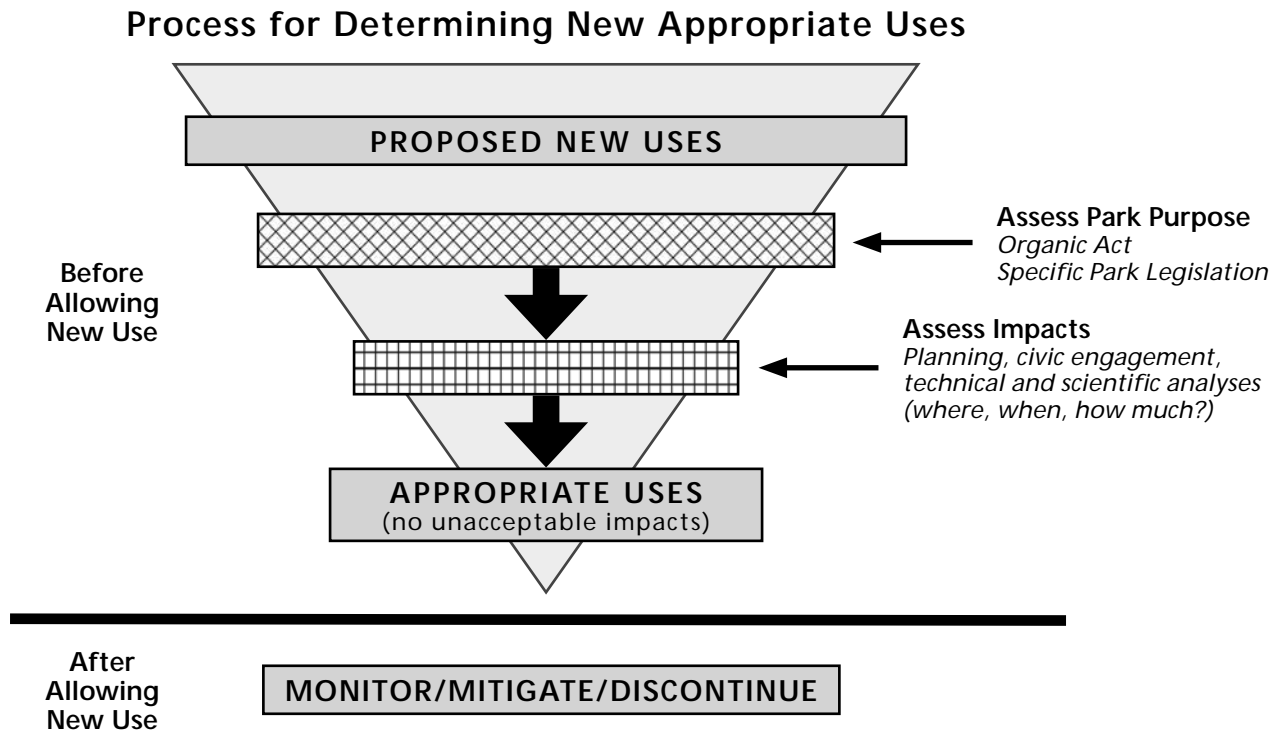 Process for Determining New Appropriate Uses
PROPOSED NEW USES
Assess Park Purpose
Organic Act
Specific Park Legislation
Before
Allowing
New Use
Assess Impacts
Planning, civic engagement,
technical and scientific analyses
(where, when, how much?)
APPROPRIATE USES
(no unacceptable impacts)
After
Allowing
New Use
MONITOR/MITIGATE/DISCONTINUE